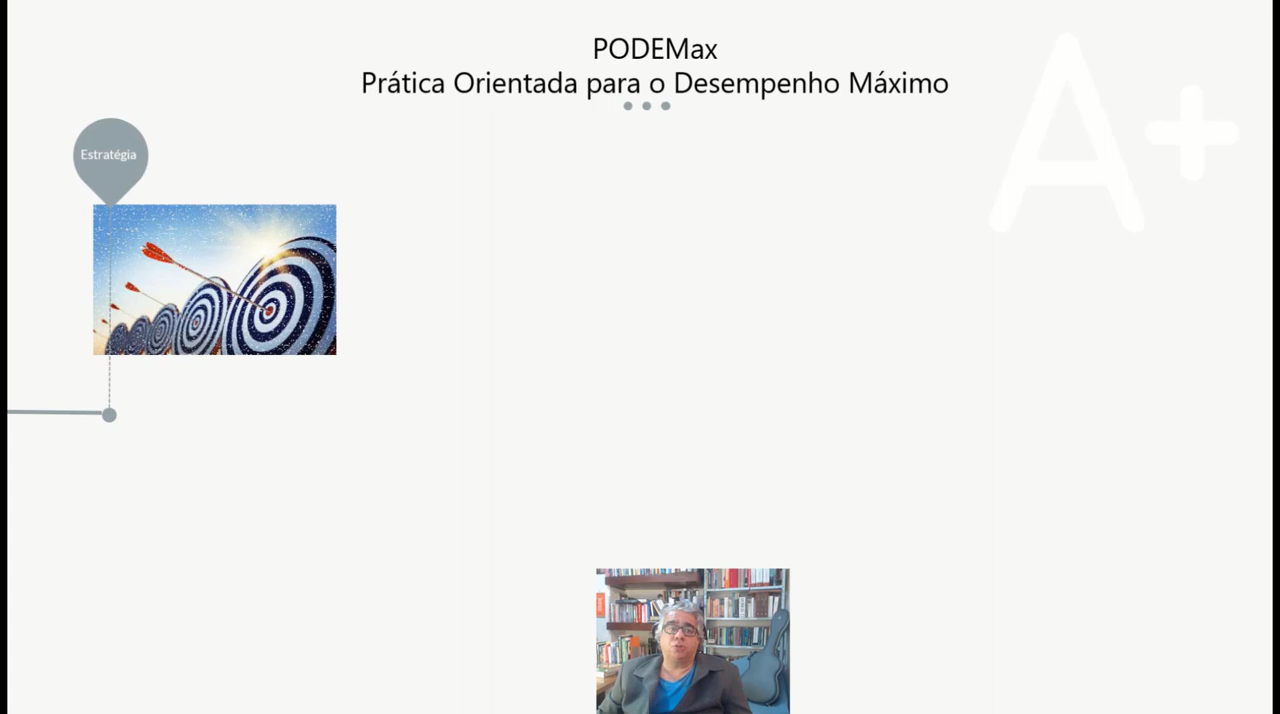 PODEMax
Prática Orientada para o Desempenho Máximo
A+
Estratégia